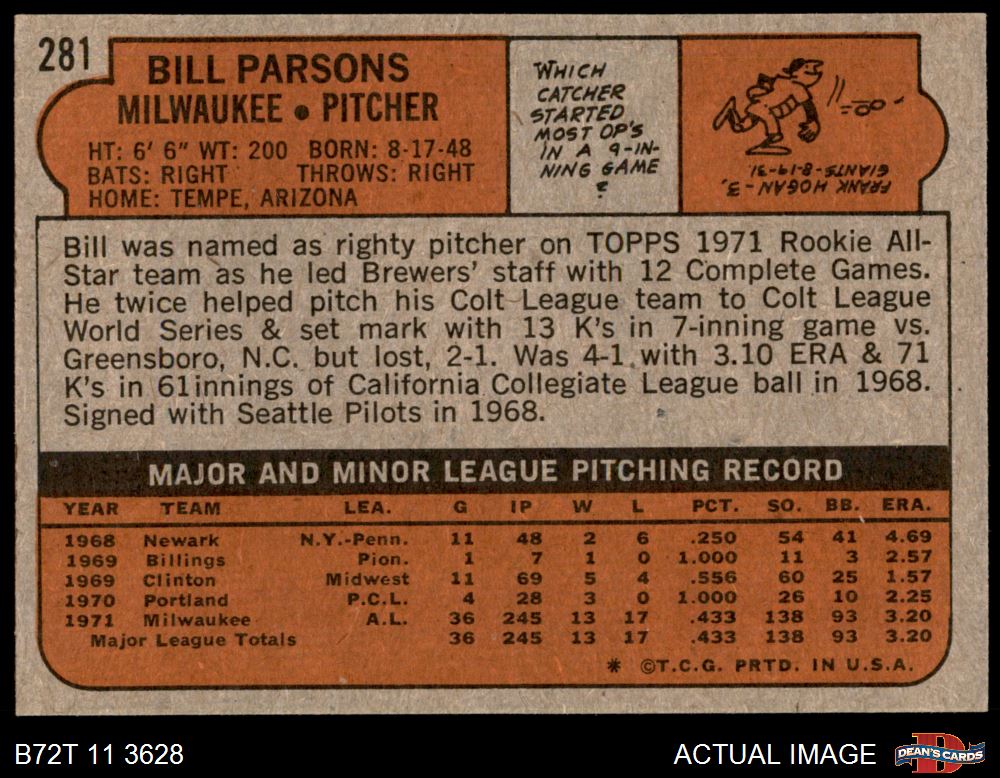 281
BILL PARSONS
MILWAUKEE • PITCHER
HT: 6' 6" WT: 200 BORN: 8-17-48
BATS: RIGHT THROWS: RIGHT
HOME: TEMPE, ARIZONA
WHICH
CATCHER
STARTED
MOST OP'S
IN A 9-IN-
NING GAME
?
FRANK HOGAN-3,
GIANTS-8-19-31.
Bill was named as righty pitcher on TOPPS 1971 Rookie All-
Star team as he led Brewers' staff with 12 Complete Games.
He twice helped pitch his Colt League team to Colt League
World Series & set mark with 13 K's in 7-inning game vs.
Greensboro, N.C. but lost, 2-1. Was 4-1 with 3.10 ERA & 71
K's in 61 innings of California Collegiate League ball in 1968.
Signed with Seattle Pilots in 1968.
MAJOR AND MINOR LEAGUE PITCHING RECORD
YEAR TEAM LEA. G IP W L PCT. SO. BB. ERA.
1968 Newark N.Y.-Penn. 11 48 2 6 .250 54 41 4.69
1969 Billings Pion. 1 7 1 0 1.000 11 3 2.57
1969 Clinton Midwest 11 69 5 4 .556 60 25 1.57
1970 Portland P.C.L. 4 28 3 0 1.000 26 10 2.25
1971 Milwaukee A.L. 36 245 13 17 .433 138 93 3.20
Major League Totals 36 245 13 17 .433 138 93 3.20
* ©T.C.G. PRTD. IN U.S.A.
B72T 11 3628
ACTUAL IMAGE
DEAN'S CARDS